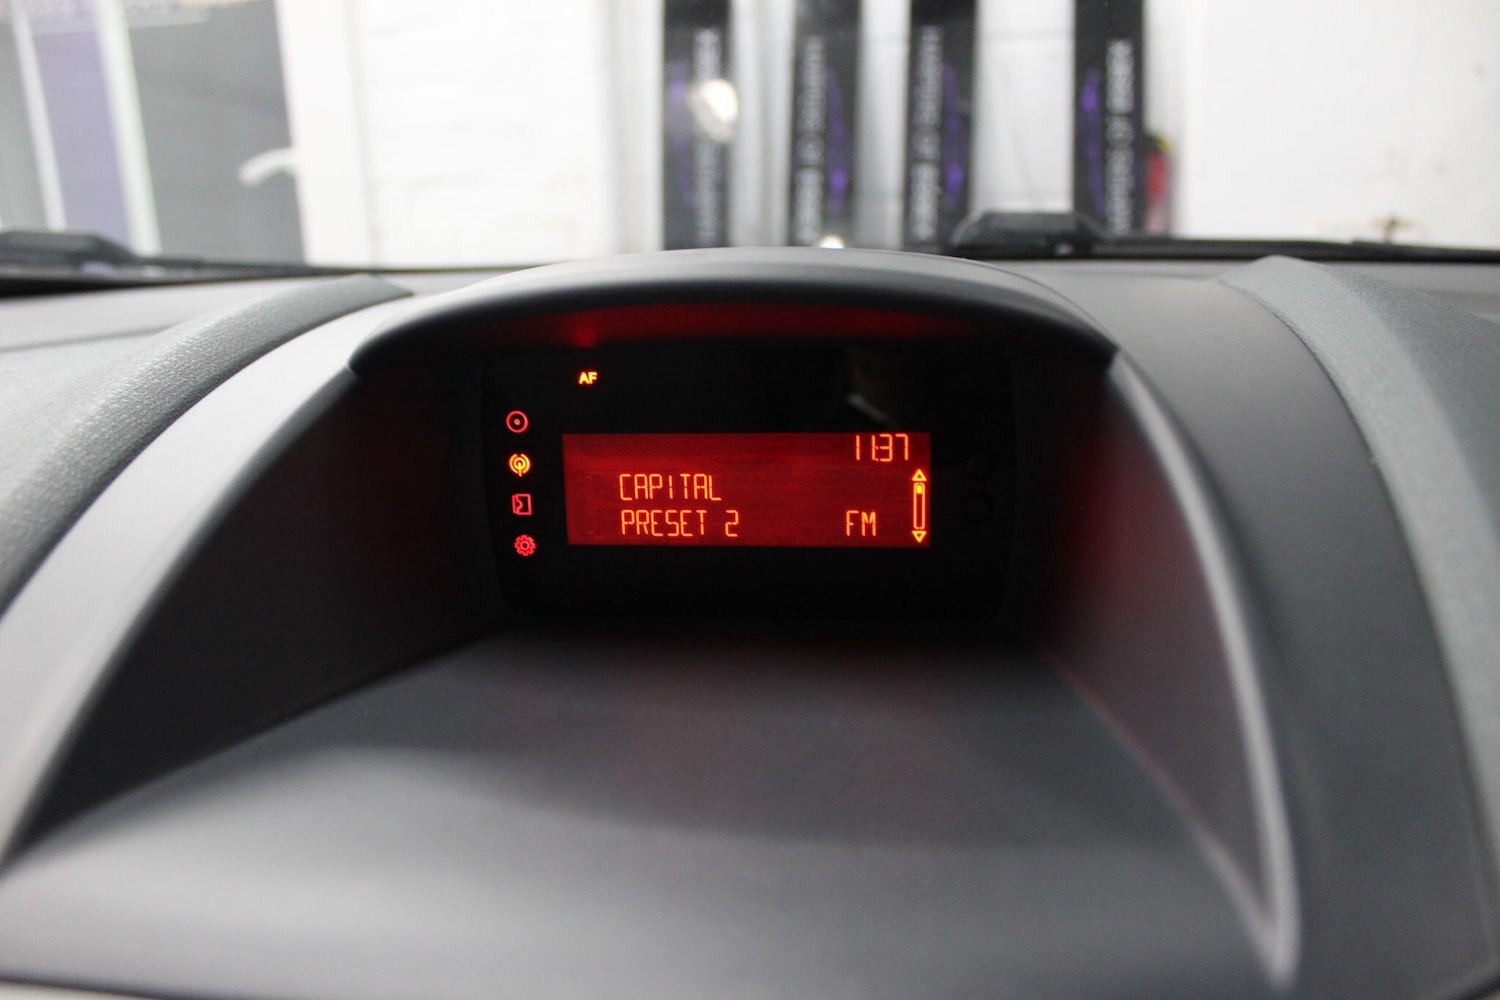 AF
11:37
CAPITAL
PRESET 2 FM